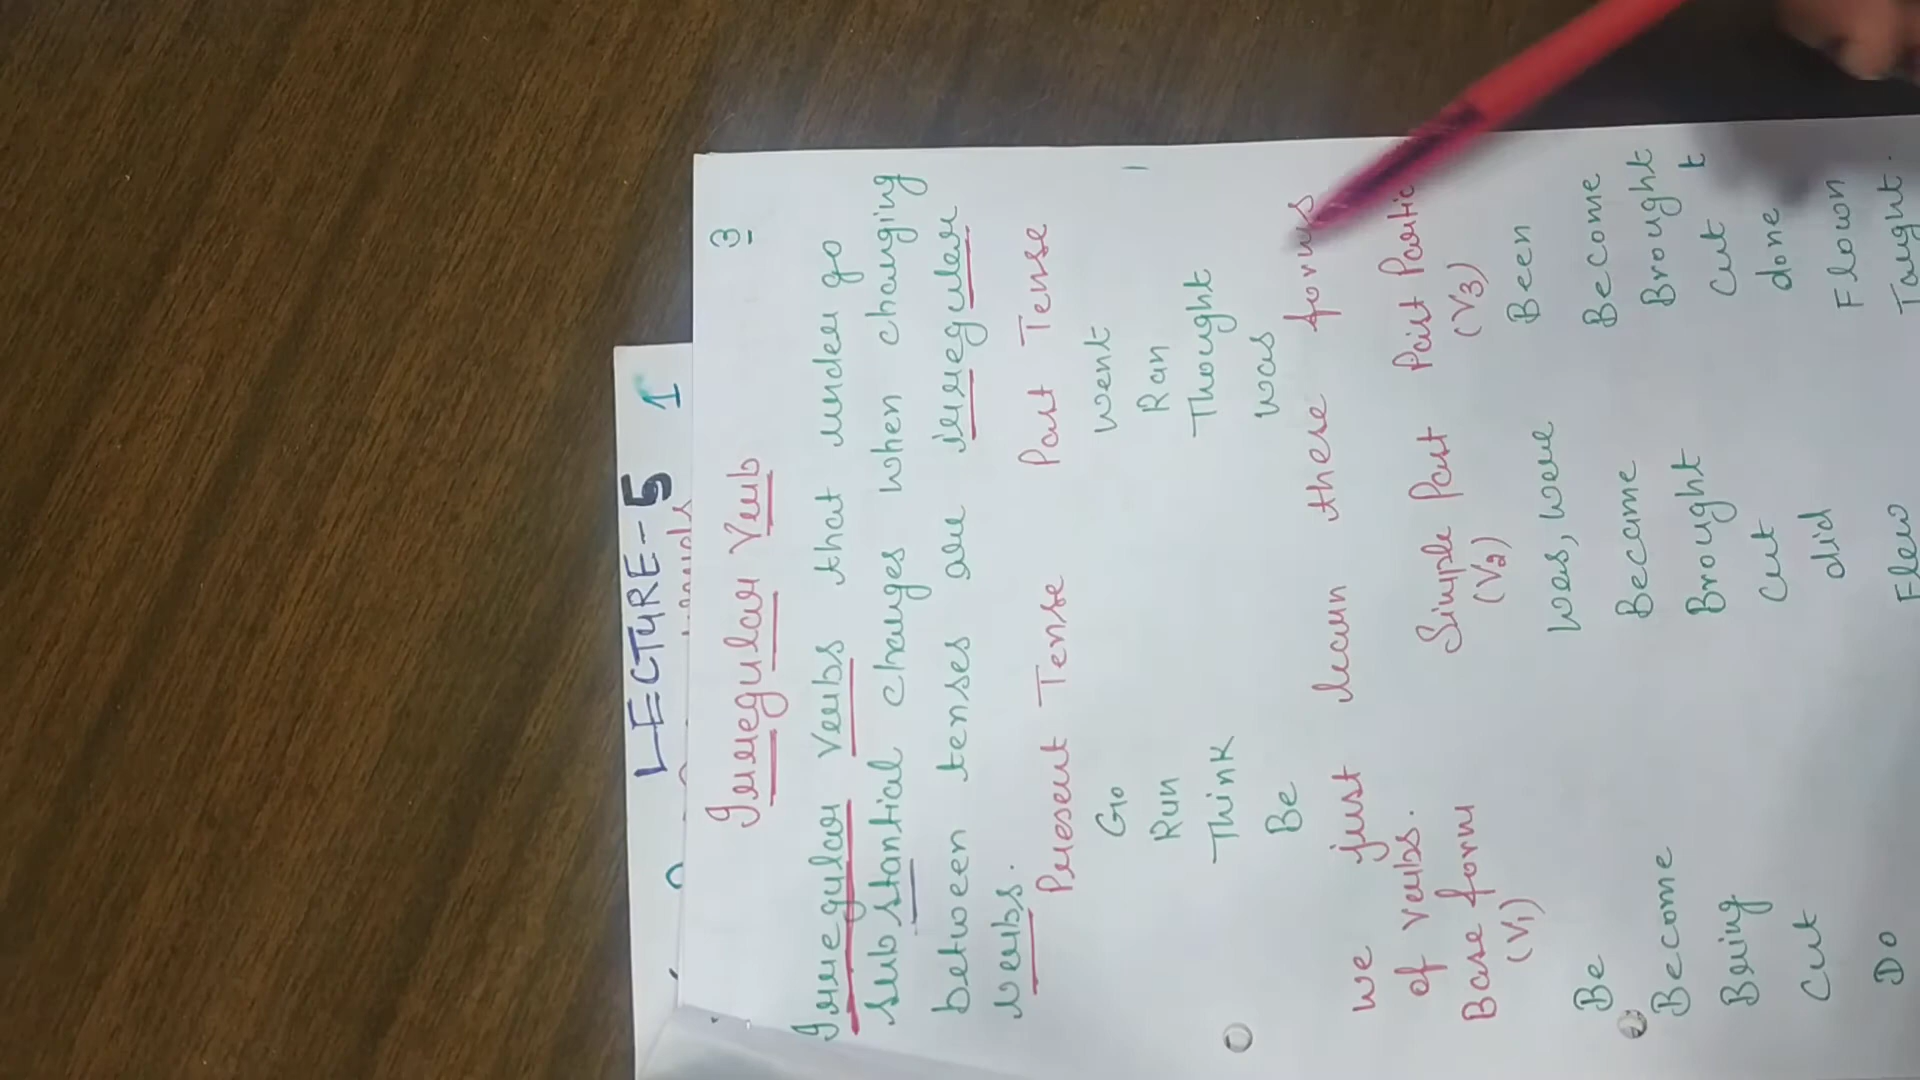 LECTURE-5 1
3
Irregular Verb
Irregular Verbs that under go
substantical changes when changing
between tenses are irregular
verbs.
Present Tense Past Tense
Go Went
Run Ran
Think Thought
Be was
We just learn these forms
of Verbs.
Base form Simple Past Past Partic
(V1) (V2) (V3)
Be Was, were Been
Become Became Become
Bring Brought Brought
Cut Cut Cut
Do did done
Flew Flown
Taught.